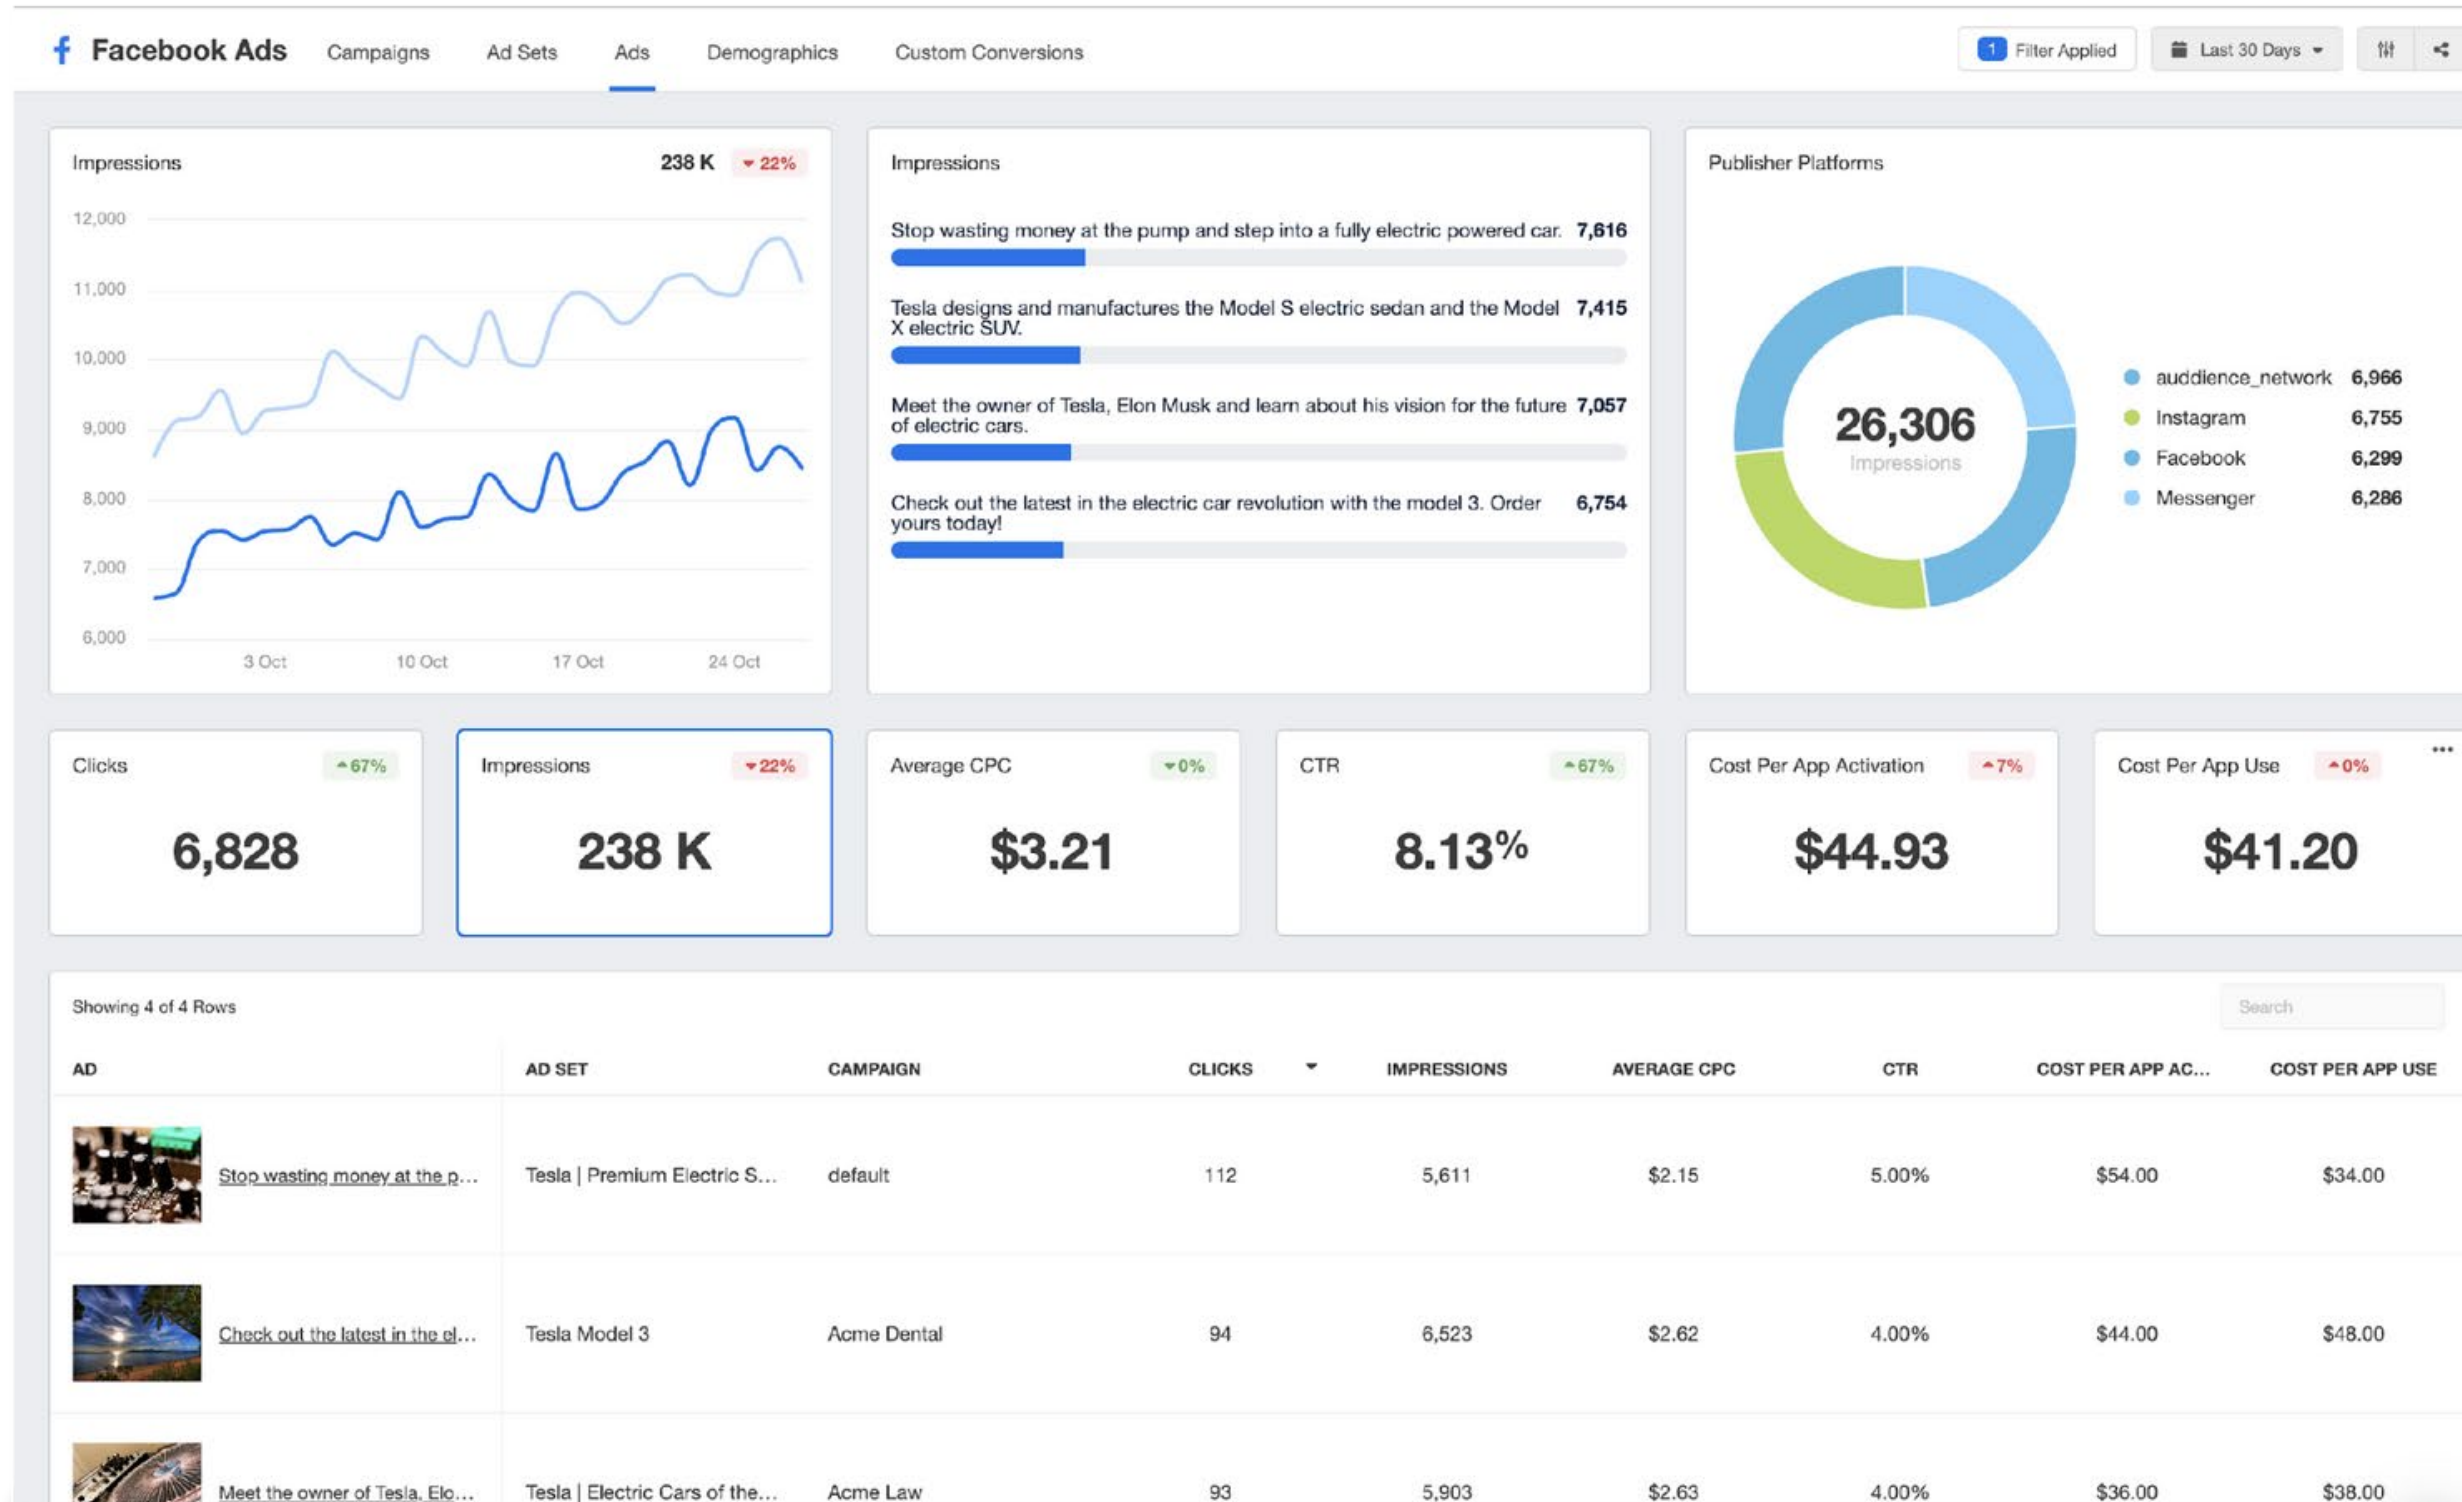 Facebook Ads Campaigns Ad Sets Ads Demographics Custom Conversions 1 Filter Applied Last 30 Days
Impressions 238 K 22%
12,000
11,000
10,000
9,000
8,000
7,000
6,000
3 Oct 10 Oct 17 Oct 24 Oct
Impressions
Stop wasting money at the pump and step into a fully electric powered car. 7,616
Tesla designs and manufactures the Model S electric sedan and the Model 7,415
X electric SUV.
Meet the owner of Tesla, Elon Musk and learn about his vision for the future 7,057
of electric cars.
Check out the latest in the electric car revolution with the model 3. Order 6,754
yours today!
Publisher Platforms
26,306
Impressions
auddience_network 6,966
Instagram 6,755
Facebook 6,299
Messenger 6,286
Clicks 67%
6,828
Impressions 22%
238 K
Average CPC 0%
$3.21
CTR 67%
8.13%
Cost Per App Activation 7%
$44.93
Cost Per App Use 0%
$41.20
Showing 4 of 4 Rows Search
AD AD SET CAMPAIGN CLICKS IMPRESSIONS AVERAGE CPC CTR COST PER APP AC... COST PER APP USE
Stop wasting money at the p... Tesla | Premium Electric S... default 112 5,611 $2.15 5.00% $54.00 $34.00
Check out the latest in the el... Tesla Model 3 Acme Dental 94 6,523 $2.62 4.00% $44.00 $48.00
Meet the owner of Tesla, Elo... Tesla | Electric Cars of the... Acme Law 93 5,903 $2.63 4.00% $36.00 $38.00